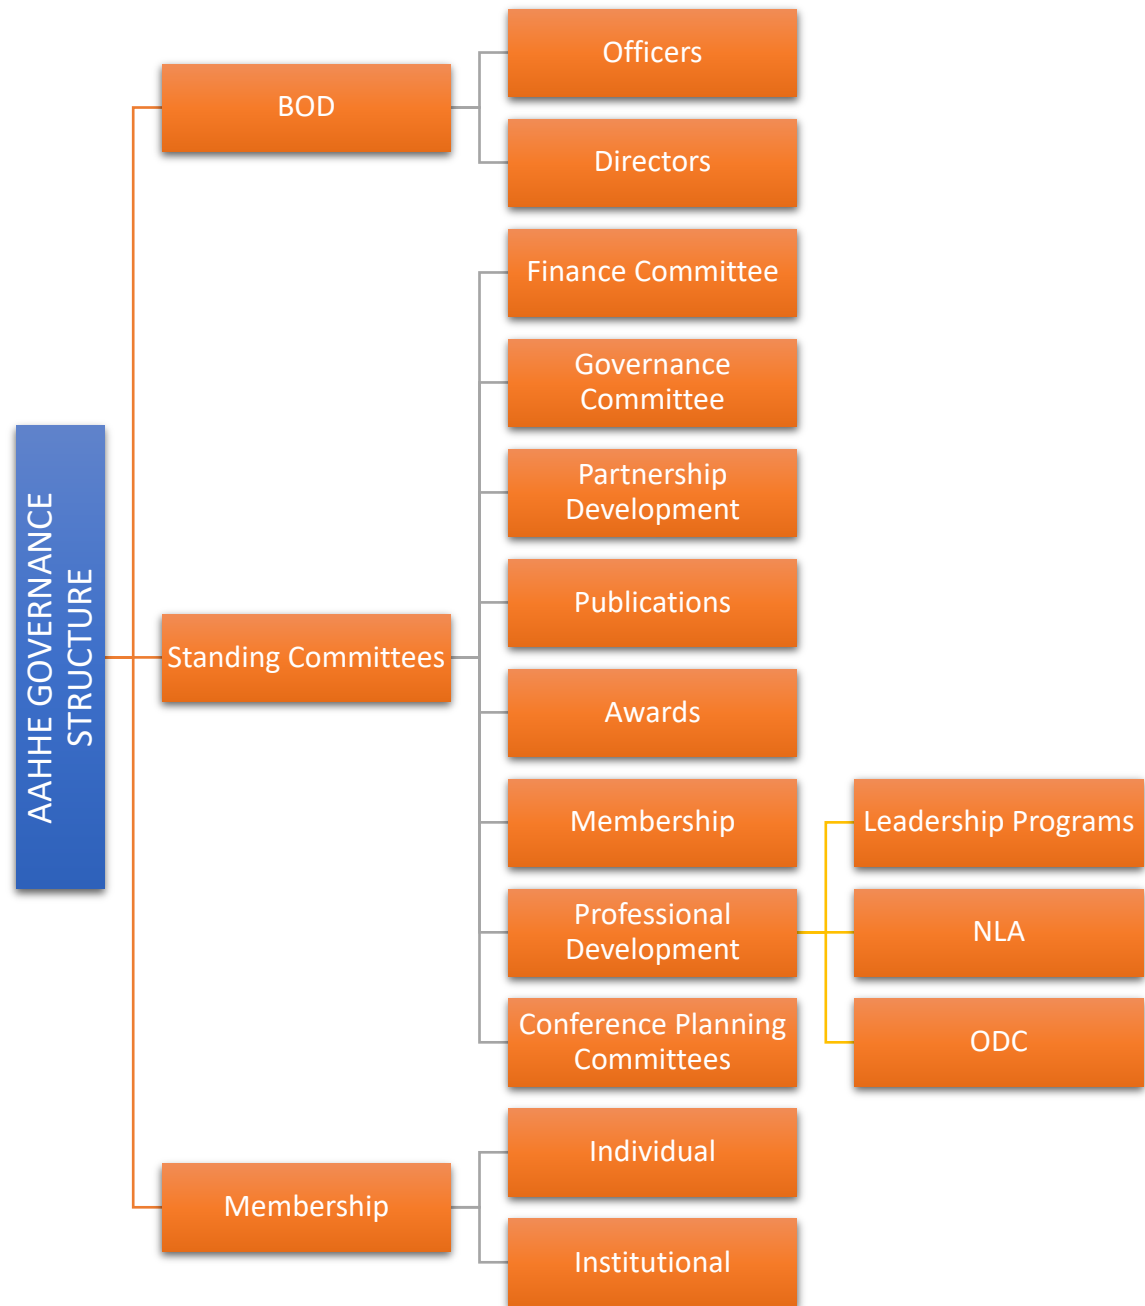 AAHHE GOVERNANCE
STRUCTURE
BOD
Officers
Directors
Standing Committees
Finance Committee
Governance
Committee
Partnership
Development
Publications
Awards
Membership
Professional
Development
Leadership Programs
NLA
ODC
Conference Planning
Committees
Membership
Individual
Institutional